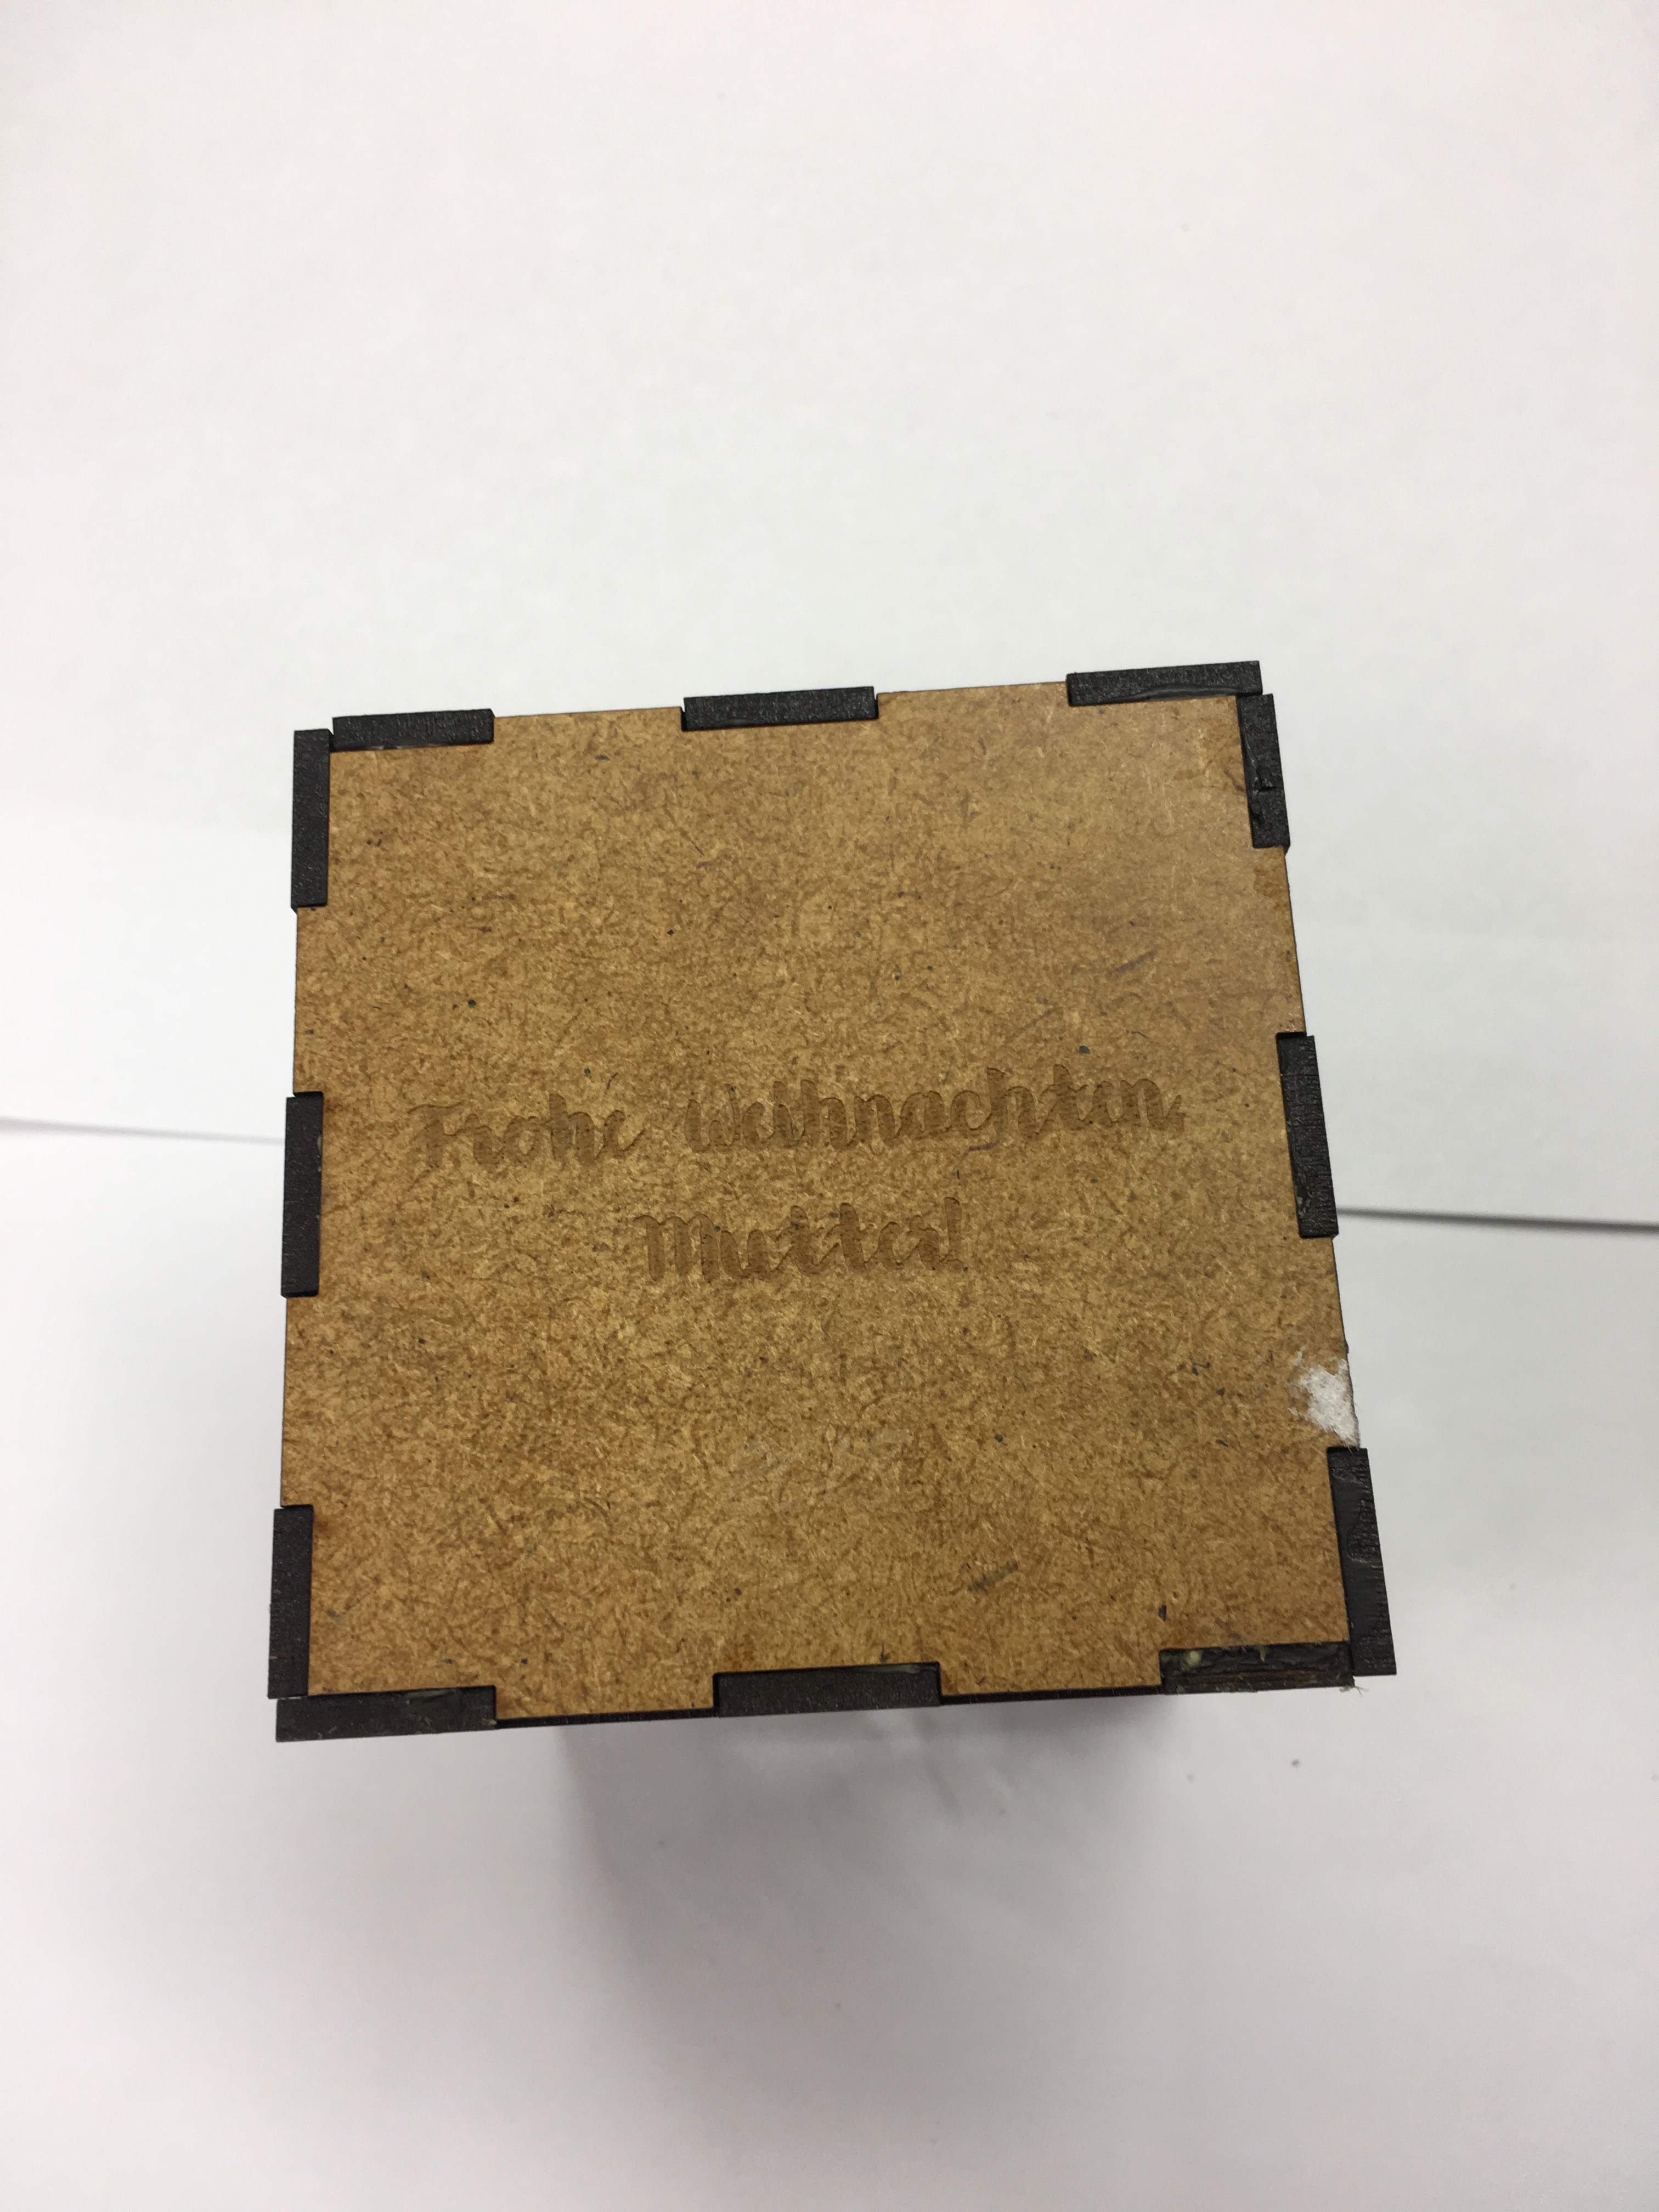 Frohe Weihnachten,
Mutter!